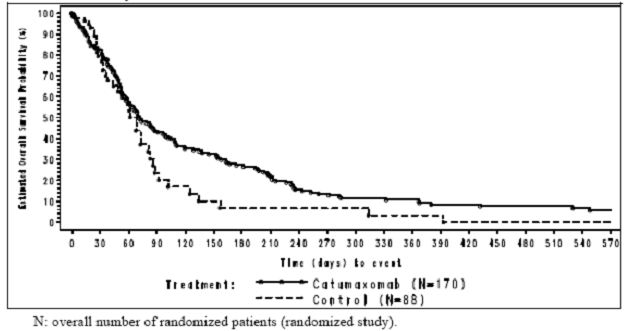 Estimated Overall Survival Probability (%)
100
90
80
70
60
50
40
30
20
10
0
0 30 60 90 120 150 180 210 240 270 300 330 360 390 420 450 480 510 540 570
Time (days) to event
Treatment: Catumaxomab (N=170)
Control (N=88)
N: overall number of randomized patients (randomized study).